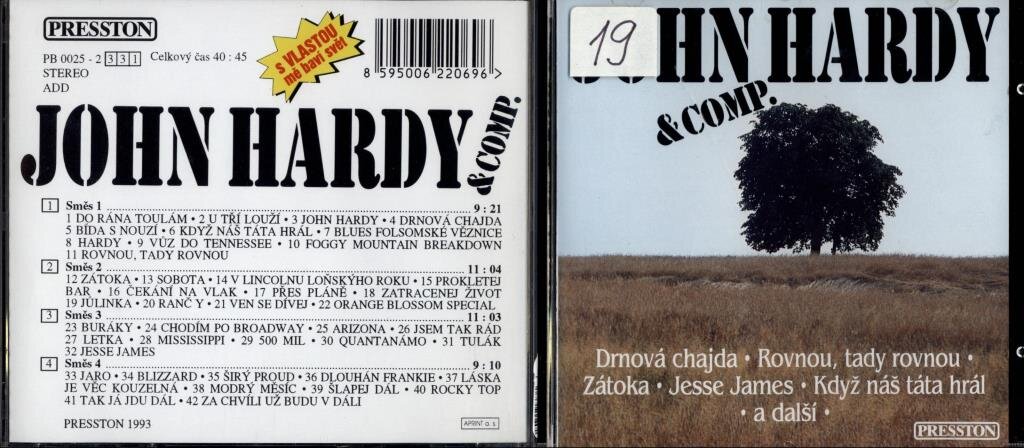 PRESSTON
PB 0025 - 2 3 3 1 Celkový čas 40 : 45
STEREO
ADD
S VLASTOU
mě baví svět
8 595006 220696 >
JOHN HARDY
& COMP.
1 Směs 1 9 : 21
1 DO RÁNA TOULÁM • 2 U TŘÍ LOUŽÍ • 3 JOHN HARDY • 4 DRNOVÁ CHAJDA
5 BÍDA S NOUZÍ • 6 KDYŽ NÁŠ TÁTA HRÁL • 7 BLUES FOLSOMSKÉ VĚZNICE
8 HARDY • 9 VŮZ DO TENNESSEE • 10 FOGGY MOUNTAIN BREAKDOWN
11 ROVNOU, TADY ROVNOU
2 Směs 2 11 : 04
12 ZÁTOKA • 13 SOBOTA • 14 V LINCOLNU LOŇSKÝHO ROKU • 15 PROKLETEJ
BAR • 16 ČEKÁNÍ NA VLAK • 17 PŘES PLÁNĚ • 18 ZATRACENEJ ŽIVOT
19 JŮLINKA • 20 RANČ Y • 21 VEN SE DÍVEJ • 22 ORANGE BLOSSOM SPECIAL
3 Směs 3 11 : 03
23 BURÁKY • 24 CHODÍM PO BROADWAY • 25 ARIZONA • 26 JSEM TAK RÁD
27 LETKA • 28 MISSISSIPPI • 29 500 MIL • 30 QUANTANÁMO • 31 TULÁK
32 JESSE JAMES
4 Směs 4 9 : 10
33 JARO • 34 BLIZZARD • 35 ŠIRÝ PROUD • 36 DLOUHÁN FRANKIE • 37 LÁSKA
JE VĚC KOUZELNÁ • 38 MODRÝ MĚSÍC • 39 ŠLAPEJ DÁL • 40 ROCKY TOP
41 TAK JÁ JDU DÁL • 42 ZA CHVÍLI UŽ BUDU V DÁLI
PRESSTON 1993
APRINT a. s.
19
JOHN HARDY
& COMP.
Drnová chajda • Rovnou, tady rovnou •
Zátoka • Jesse James • Když náš táta hrál
• a další •
PRESSTON